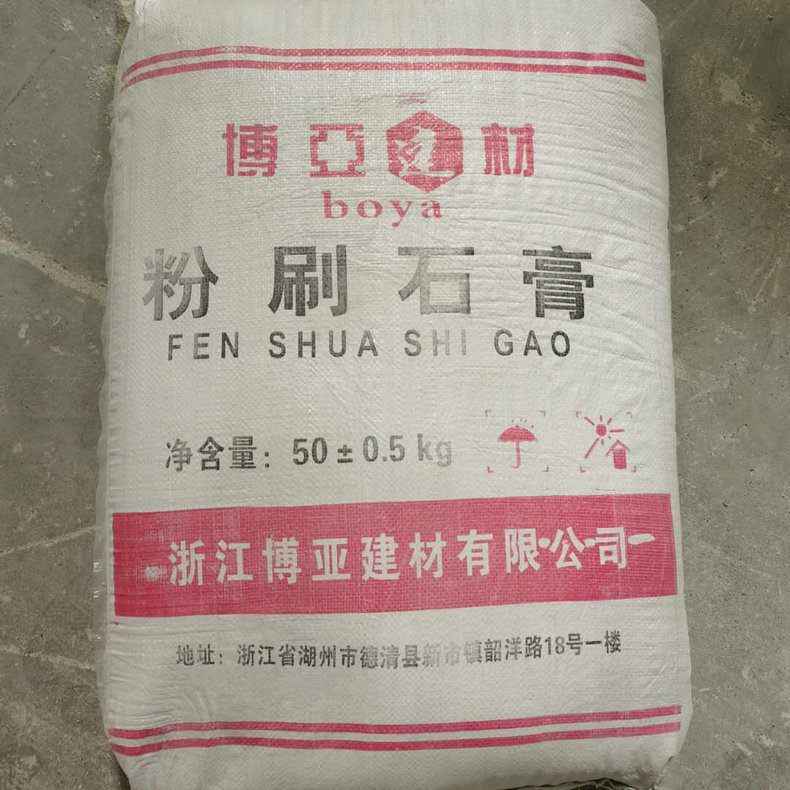 博亞建材
boya
粉刷石膏
FEN SHUA SHI GAO
净含量：50±0.5kg
浙江博亚建材有限公司
地址：浙江省湖州市德清县新市镇韶洋路18号一楼